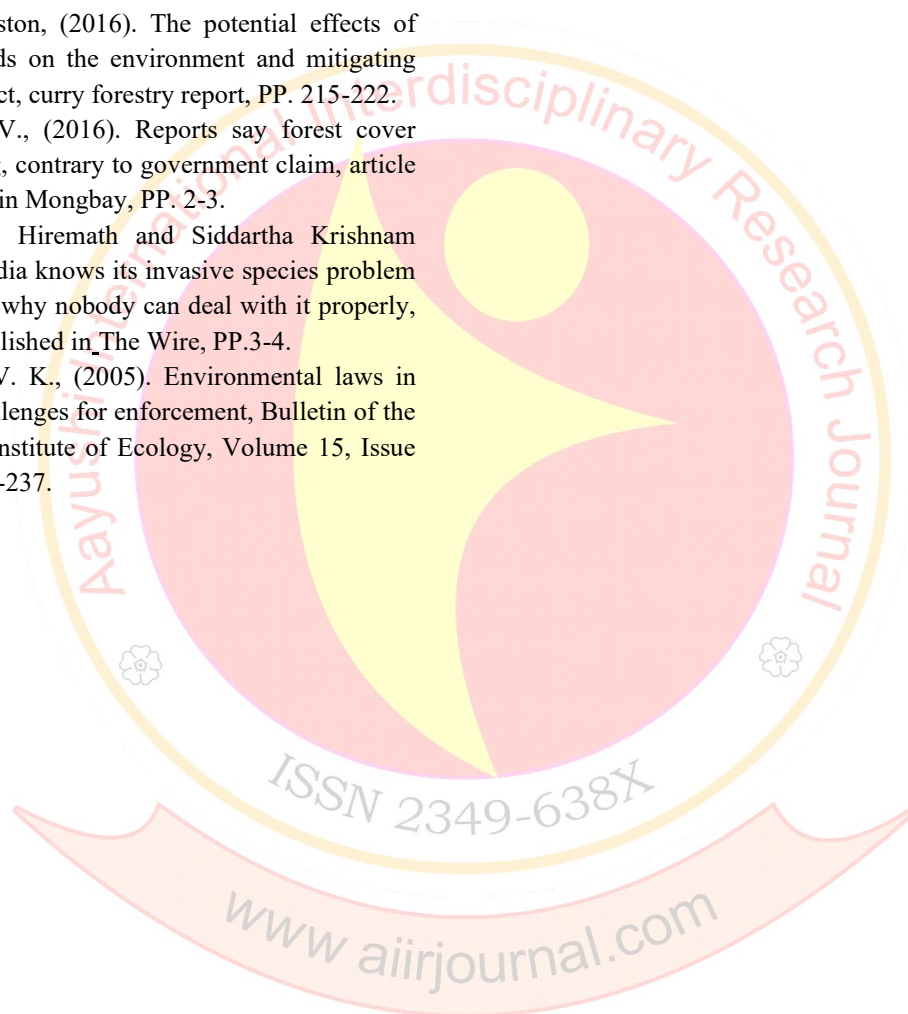 ston, (2016). The potential effects of
ds on the environment and mitigating
ct, curry forestry report, PP. 215-222.
V., (2016). Reports say forest cover
g, contrary to government claim, article
in Mongbay, PP. 2-3.
Hiremath and Siddartha Krishnam
dia knows its invasive species problem
why nobody can deal with it properly,
lished in The Wire, PP.3-4.
V. K., (2005). Environmental laws in
lenges for enforcement, Bulletin of the
nstitute of Ecology, Volume 15, Issue
-237.
Aayushi International Interdisciplinary Research Journal
ISSN 2349-638X
www aiirjournal.com